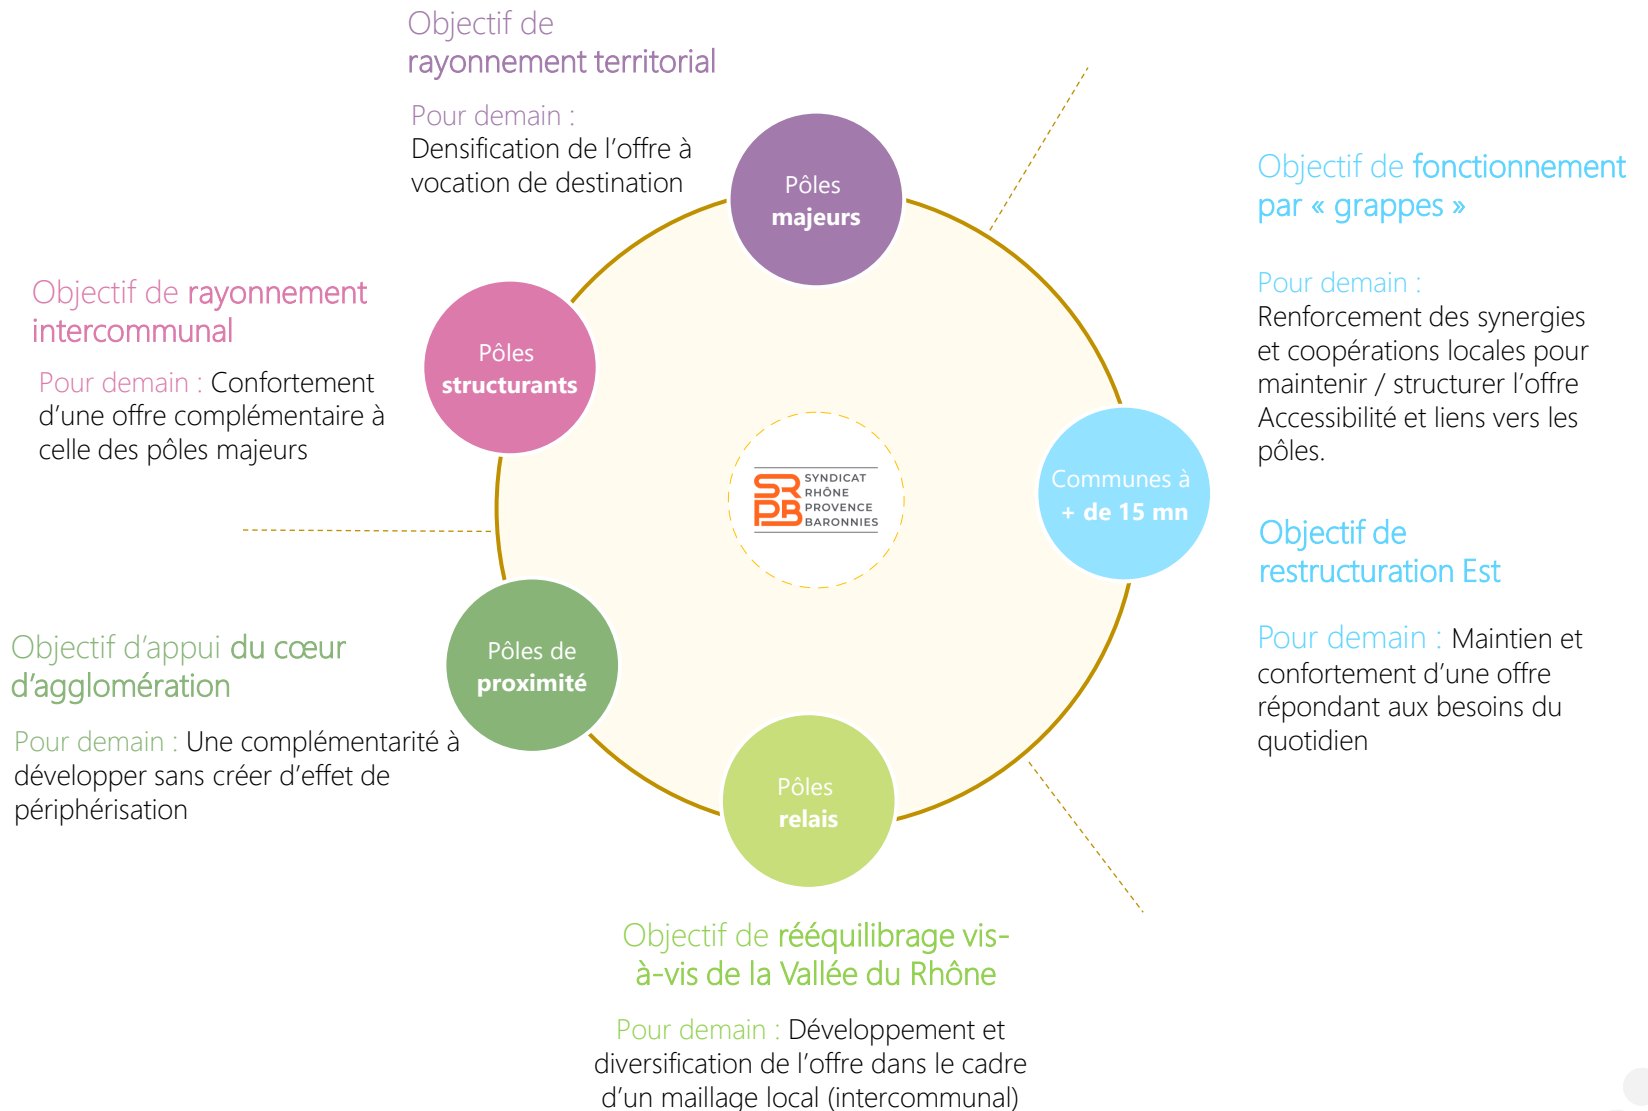 Objectif de
rayonnement territorial
Pour demain :
Densification de l'offre à
vocation de destination
Pôles
majeurs
Objectif de fonctionnement
par « grappes »
Pour demain :
Renforcement des synergies
et coopérations locales pour
maintenir / structurer l'offre
Accessibilité et liens vers les
pôles.
Objectif de rayonnement
intercommunal
Pour demain : Confortement
d'une offre complémentaire à
celle des pôles majeurs
Pôles
structurants
SRPB
SYNDICAT
RHÔNE
PROVENCE
BARONNIES
Communes à
+ de 15 mn
Objectif de
restructuration Est
Pour demain : Maintien et
confortement d'une offre
répondant aux besoins du
quotidien
Objectif d'appui du cœur
d'agglomération
Pour demain : Une complémentarité à
développer sans créer d'effet de
périphérisation
Pôles de
proximité
Pôles
relais
Objectif de rééquilibrage vis-
à-vis de la Vallée du Rhône
Pour demain : Développement et
diversification de l'offre dans le cadre
d'un maillage local (intercommunal)